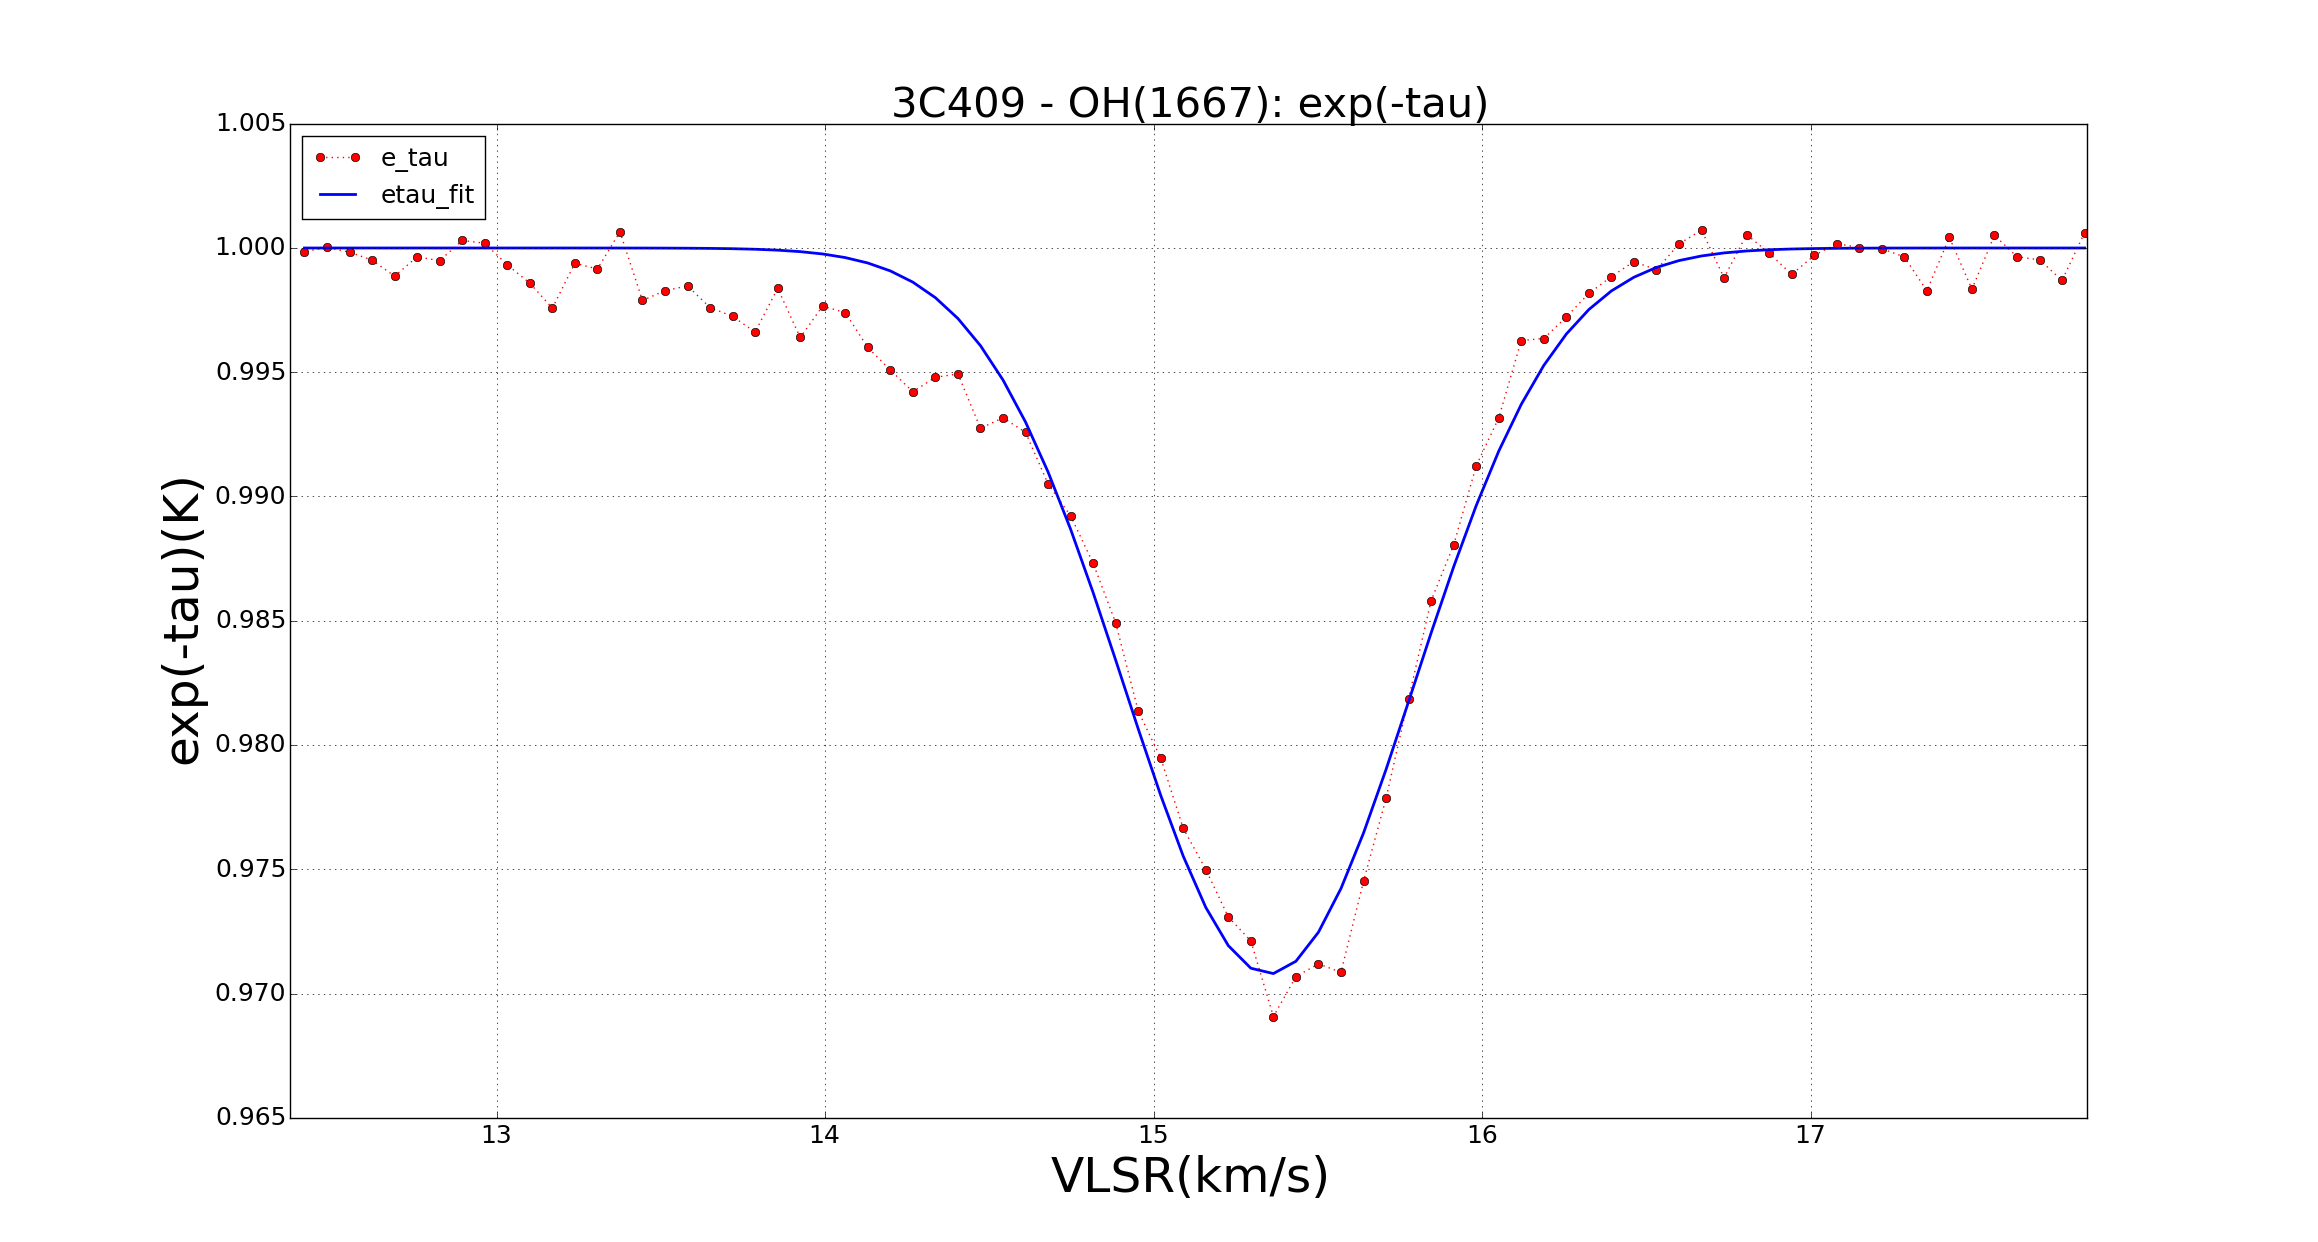 3C409 - OH(1667): exp(-tau)
1.005
e_tau
etau_fit
1.000
0.995
0.990
exp(-tau)(K)
0.985
0.980
0.975
0.970
0.965
13 14 15 16 17
VLSR(km/s)